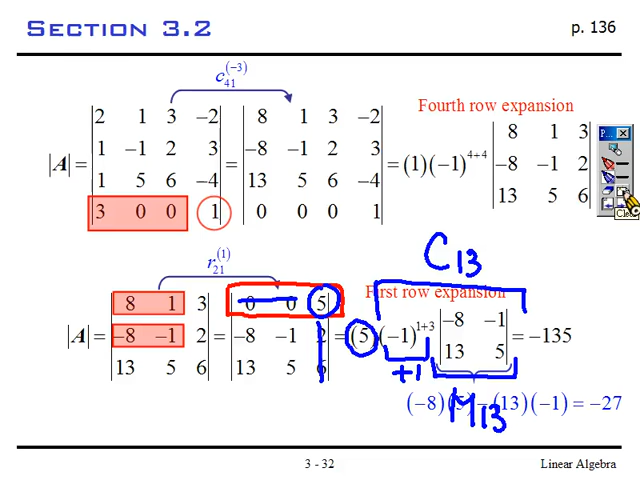 SECTION 3.2
p. 136
c₄₁^(−3)
Fourth row expansion
|A| = |2 1 3 −2; 1 −1 2 3; 1 5 6 −4; 3 0 0 1| = |8 1 3 −2; −8 −1 2 3; 13 5 6 −4; 0 0 0 1| = (1)(−1)^(4+4) |8 1 3; −8 −1 2; 13 5 6|
P...
Clear
C13
r₂₁^(1)
First row expansion
|A| = |8 1 3; −8 −1 2; 13 5 6| = |0 0 5; −8 −1 2; 13 5 6| = (5)(−1)^(1+3) |−8 −1; 13 5| = −135
+1
M13
(−8)(5) − (13)(−1) = −27
3 - 32
Linear Algebra